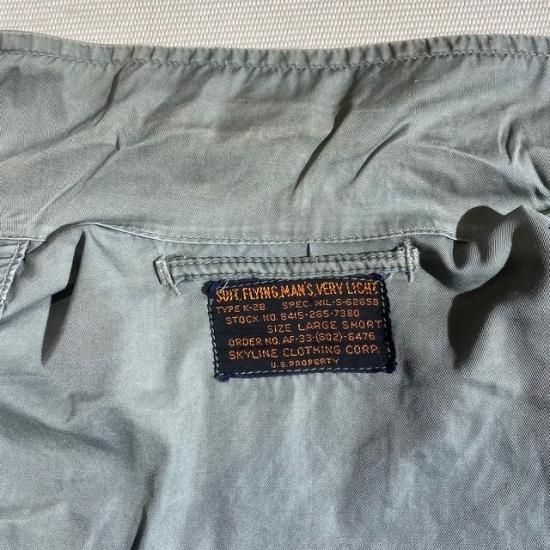 SUIT, FLYING, MAN'S, VERY LIGHT
TYPE K-2B SPEC. MIL-S-6265B
STOCK NO. 8415-265-7380
SIZE LARGE SHORT
ORDER NO. AF-33-(602)-6476
SKYLINE CLOTHING CORP.
U.S. PROPERTY